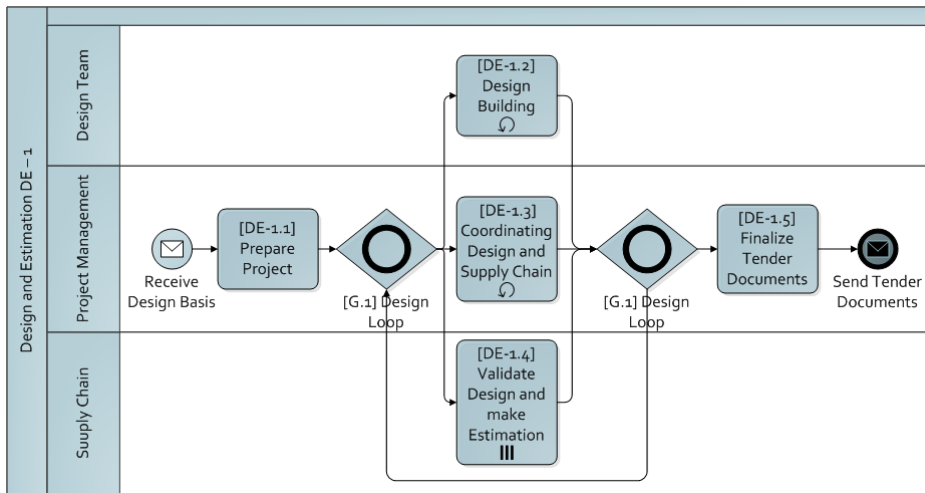 Design and Estimation DE – 1
Design Team
[DE-1.2]
Design
Building
Project Management
Receive
Design Basis
[DE-1.1]
Prepare
Project
[G.1] Design
Loop
[DE-1.3]
Coordinating
Design and
Supply Chain
[G.1] Design
Loop
[DE-1.5]
Finalize
Tender
Documents
Send Tender
Documents
Suuply Chain
[DE-1.4]
Validate
Design and
make
Estimation